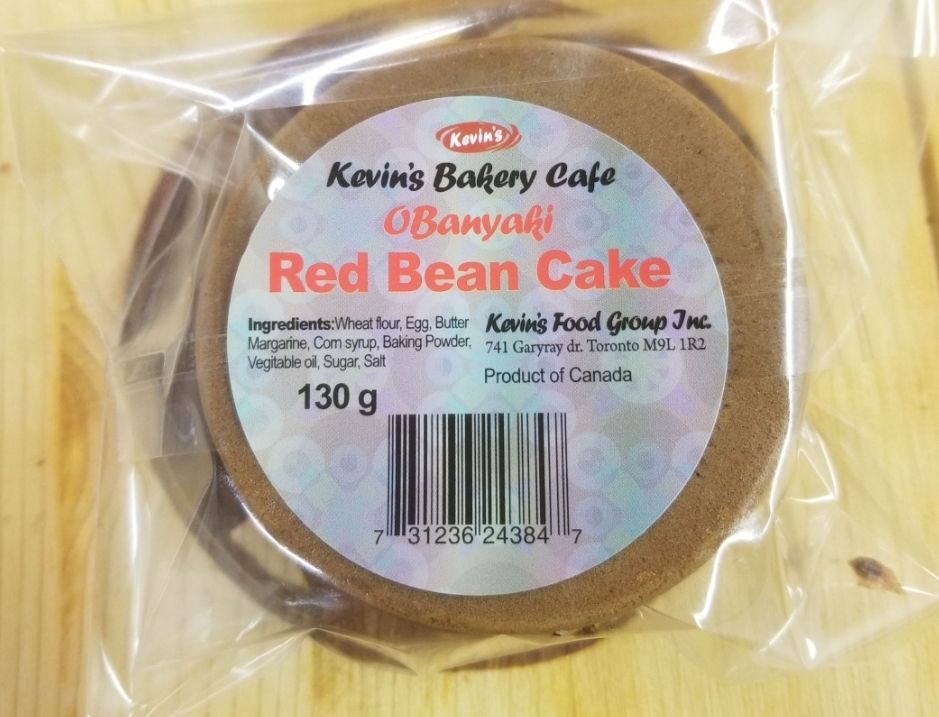 Kevin's
Kevin's Bakery Cafe
OBanyaki
Red Bean Cake
Ingredients:Wheat flour, Egg, Butter
Margarine, Corn syrup, Baking Powder,
Vegitable oil, Sugar, Salt
130 g
Kevin's Food Group Inc.
741 Garyray dr. Toronto M9L 1R2
Product of Canada
7 31236 24384 7